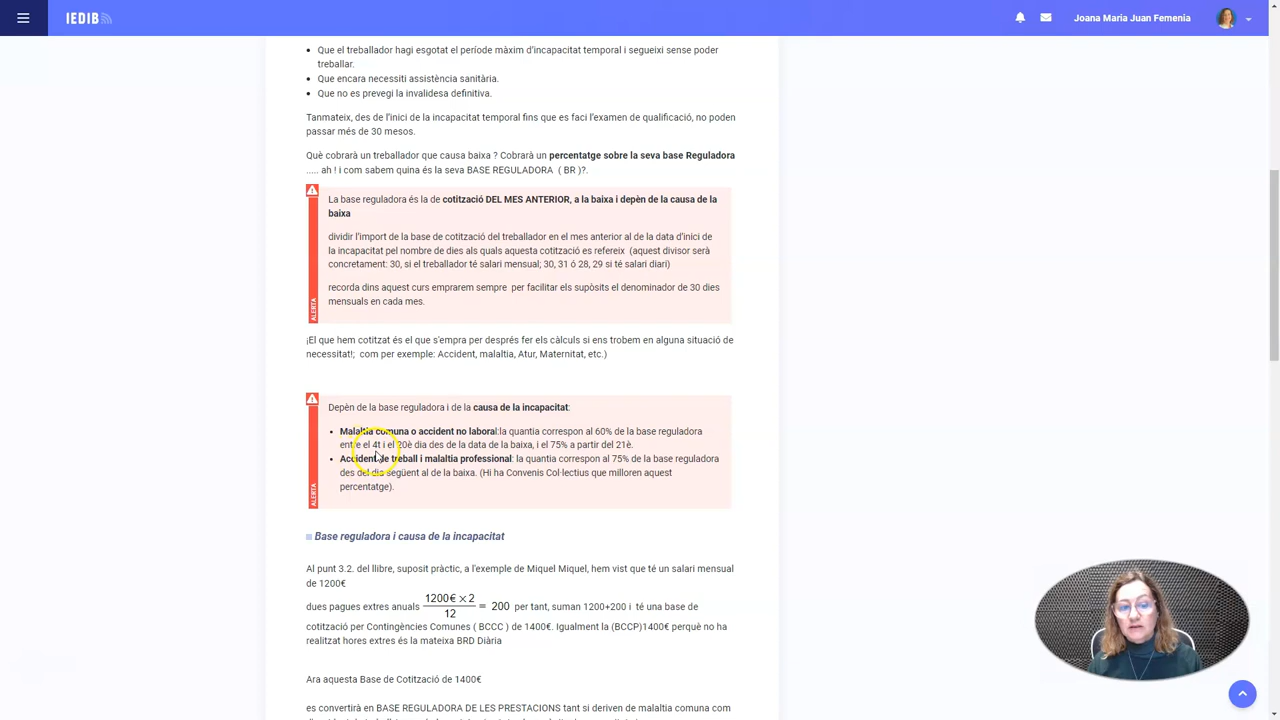 IEDIB
Joana Maria Juan Femenia
Que el treballador hagi esgotat el període màxim d'incapacitat temporal i segueixi sense poder
treballar.
Que encara necessiti assistència sanitària.
Que no es prevegi la invalidesa definitiva.
Tanmateix, des de l'inici de la incapacitat temporal fins que es faci l'examen de qualificació, no poden
passar més de 30 mesos.
Què cobrarà un treballador que causa baixa ? Cobrarà un percentatge sobre la seva base Reguladora
..... ah ! i com sabem quina és la seva BASE REGULADORA ( BR )?.
La base reguladora és la de cotització DEL MES ANTERIOR, a la baixa i depèn de la causa de la
baixa
dividir l'import de la base de cotització del treballador en el mes anterior al de la data d'inici de
la incapacitat pel nombre de dies als quals aquesta cotització es refereix (aquest divisor serà
concretament: 30, si el treballador té salari mensual; 30, 31 ó 28, 29 si té salari diari)
recorda dins aquest curs emprarem sempre per facilitar els supòsits el denominador de 30 dies
mensuals en cada mes.
ALERTA
¡El que hem cotitzat és el que s'empra per després fer els càlculs si ens trobem en alguna situació de
necessitat!; com per exemple: Accident, malaltia, Atur, Maternitat, etc.)
Depèn de la base reguladora i de la causa de la incapacitat:
Malaltia comuna o accident no laboral:la quantia correspon al 60% de la base reguladora
entre el 4t i el 20è dia des de la data de la baixa, i el 75% a partir del 21è.
Accident de treball i malaltia professional: la quantia correspon al 75% de la base reguladora
des del dia següent al de la baixa. (Hi ha Convenis Col·lectius que milloren aquest
percentatge).
ALERTA
Base reguladora i causa de la incapacitat
Al punt 3.2. del llibre, suposit pràctic, a l'exemple de Miquel Miquel, hem vist que té un salari mensual
de 1200€
dues pagues extres anuals 1200€ × 2 / 12 = 200 per tant, suman 1200+200 i té una base de
cotització per Contingències Comunes ( BCCC ) de 1400€. Igualment la (BCCP)1400€ perquè no ha
realitzat hores extres és la mateixa BRD Diària
Ara aquesta Base de Cotització de 1400€
es convertirà en BASE REGULADORA DE LES PRESTACIONS tant si deriven de malaltia comuna com